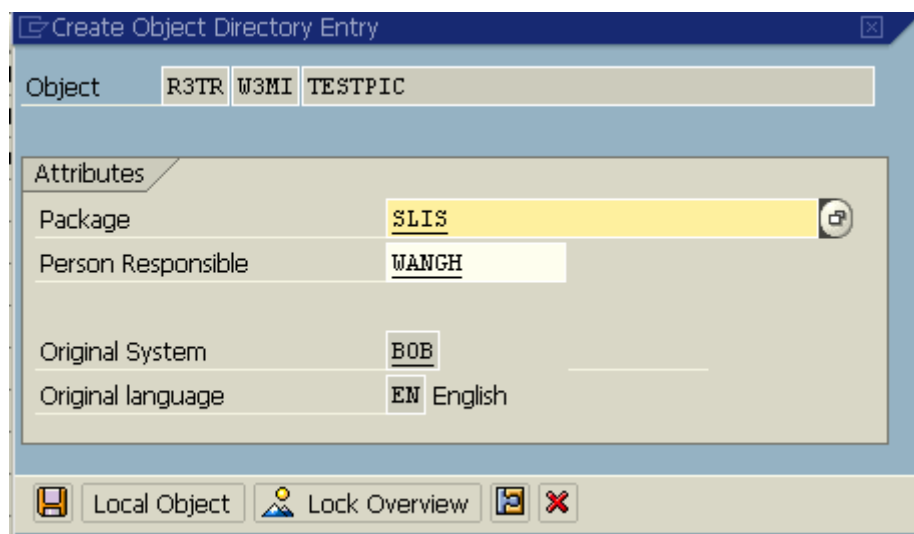 Create Object Directory Entry
Object R3TR W3MI TESTPIC
Attributes
Package SLIS
Person Responsible WANGH
Original System BOB
Original language EN English
Local Object Lock Overview